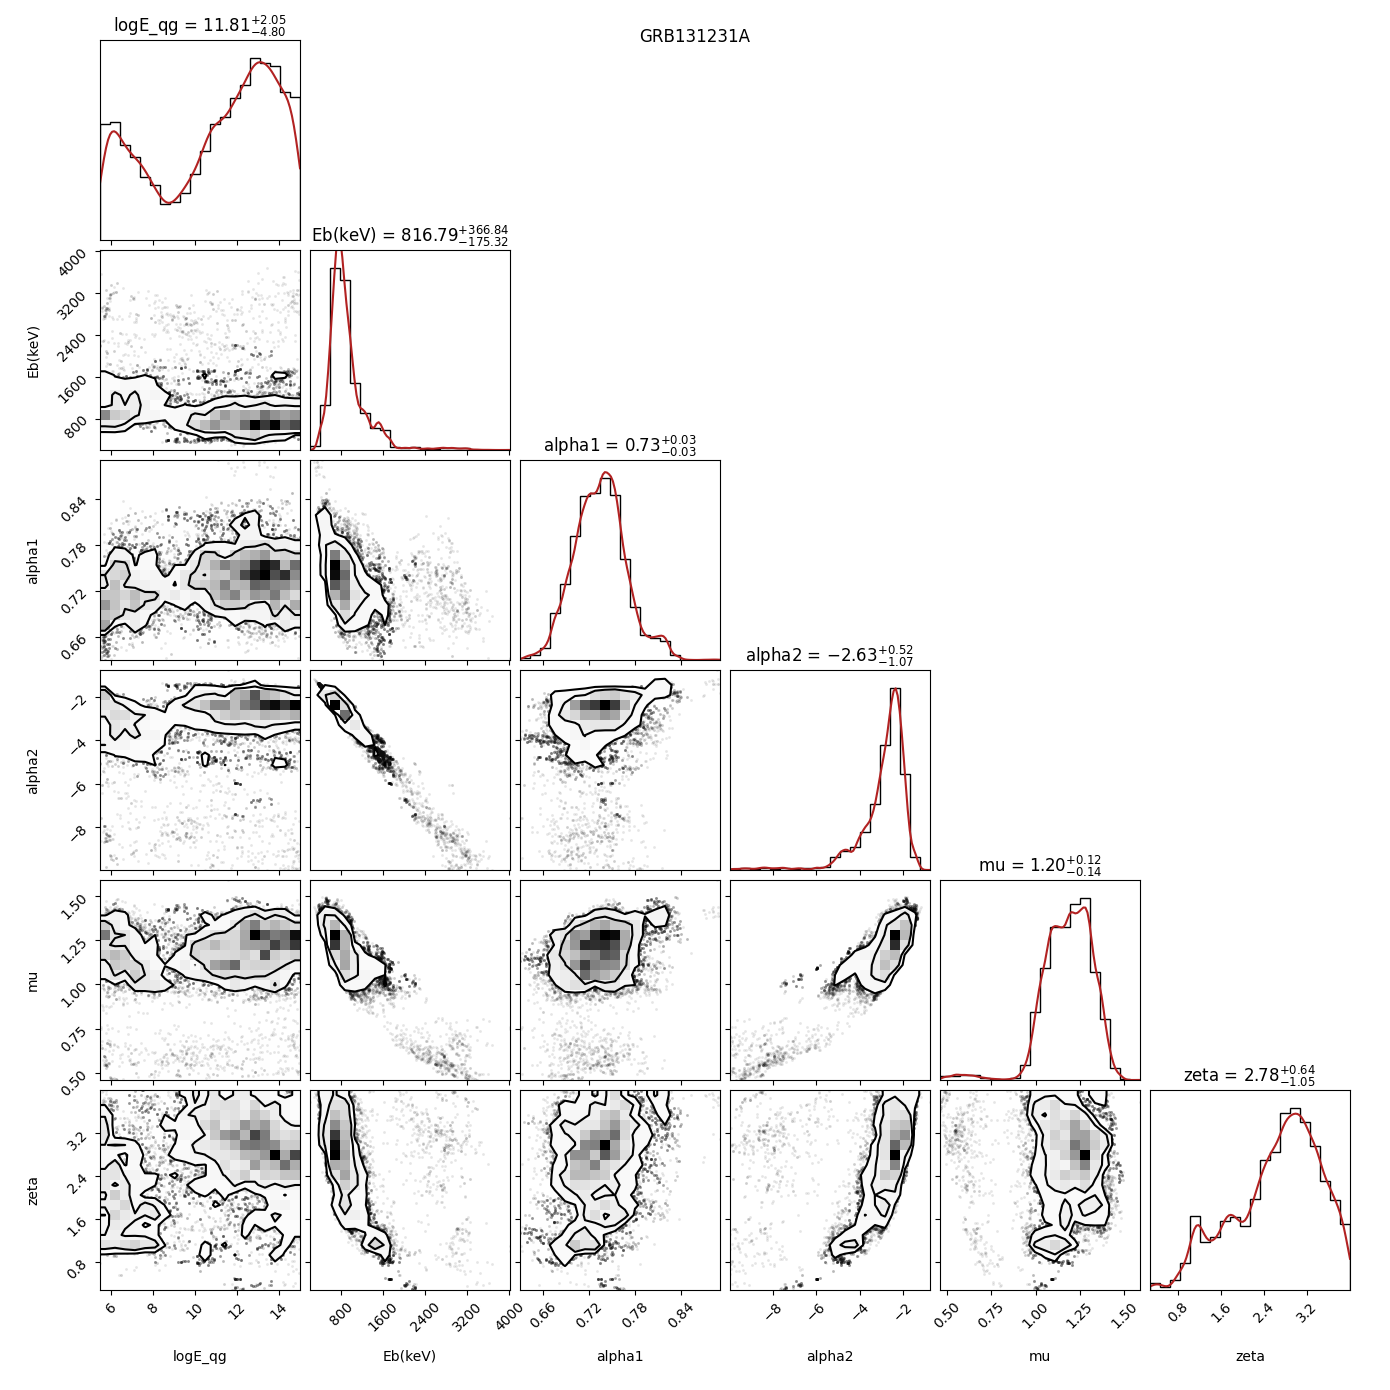 logE_qg = 11.81+2.05−4.80
GRB131231A
Eb(keV) = 816.79+366.84−175.32
4000
3200
2400
1600
800
Eb(keV)
alpha1 = 0.73+0.03−0.03
0.84
0.78
0.72
0.66
alpha1
alpha2 = −2.63+0.52−1.07
−2
−4
−6
−8
alpha2
mu = 1.20+0.12−0.14
1.50
1.25
1.00
0.75
0.50
mu
zeta = 2.78+0.64−1.05
3.2
2.4
1.6
0.8
zeta
6 8 10 12 14 800 1600 2400 3200 4000 0.66 0.72 0.78 0.84 −8 −6 −4 −2 0.50 0.75 1.00 1.25 1.50 0.8 1.6 2.4 3.2
logE_qg Eb(keV) alpha1 alpha2 mu zeta